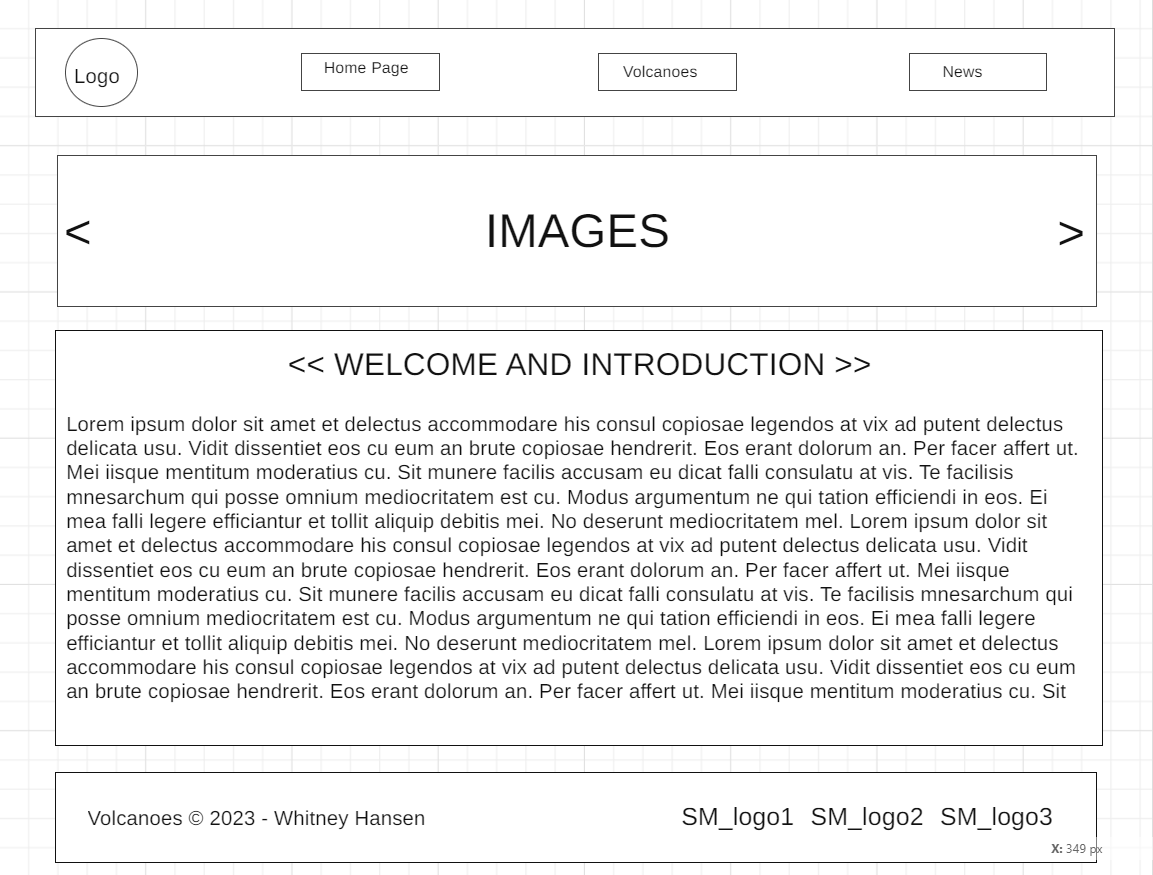 Logo
Home Page
Volcanoes
News
<
IMAGES
>
<< WELCOME AND INTRODUCTION >>
Lorem ipsum dolor sit amet et delectus accommodare his consul copiosae legendos at vix ad putent delectus
delicata usu. Vidit dissentiet eos cu eum an brute copiosae hendrerit. Eos erant dolorum an. Per facer affert ut.
Mei iisque mentitum moderatius cu. Sit munere facilis accusam eu dicat falli consulatu at vis. Te facilisis
mnesarchum qui posse omnium mediocritatem est cu. Modus argumentum ne qui tation efficiendi in eos. Ei
mea falli legere efficiantur et tollit aliquip debitis mei. No deserunt mediocritatem mel. Lorem ipsum dolor sit
amet et delectus accommodare his consul copiosae legendos at vix ad putent delectus delicata usu. Vidit
dissentiet eos cu eum an brute copiosae hendrerit. Eos erant dolorum an. Per facer affert ut. Mei iisque
mentitum moderatius cu. Sit munere facilis accusam eu dicat falli consulatu at vis. Te facilisis mnesarchum qui
posse omnium mediocritatem est cu. Modus argumentum ne qui tation efficiendi in eos. Ei mea falli legere
efficiantur et tollit aliquip debitis mei. No deserunt mediocritatem mel. Lorem ipsum dolor sit amet et delectus
accommodare his consul copiosae legendos at vix ad putent delectus delicata usu. Vidit dissentiet eos cu eum
an brute copiosae hendrerit. Eos erant dolorum an. Per facer affert ut. Mei iisque mentitum moderatius cu. Sit
Volcanoes © 2023 - Whitney Hansen
SM_logo1 SM_logo2 SM_logo3
X: 349 px